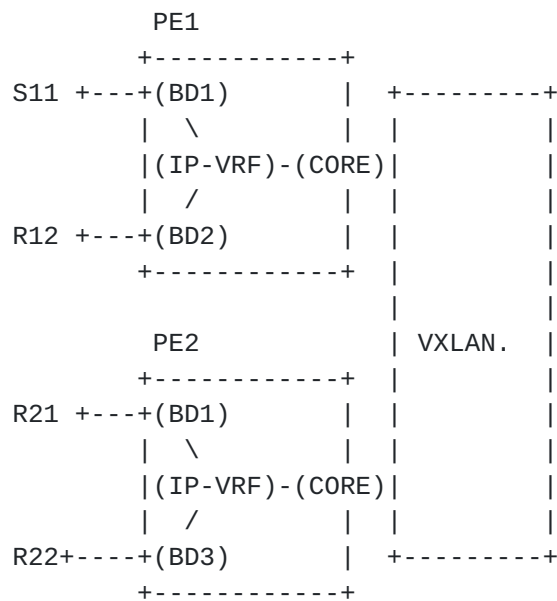 PE1
+------------+
S11 +---+(BD1) | +---------+
| \ | | |
|(IP-VRF)-(CORE)| |
| / | | |
R12 +---+(BD2) | | |
+------------+ | |
| |
PE2 | VXLAN. |
+------------+ | |
R21 +---+(BD1) | | |
| \ | | |
|(IP-VRF)-(CORE)| |
| / | | |
R22+----+(BD3) | +---------+
+------------+